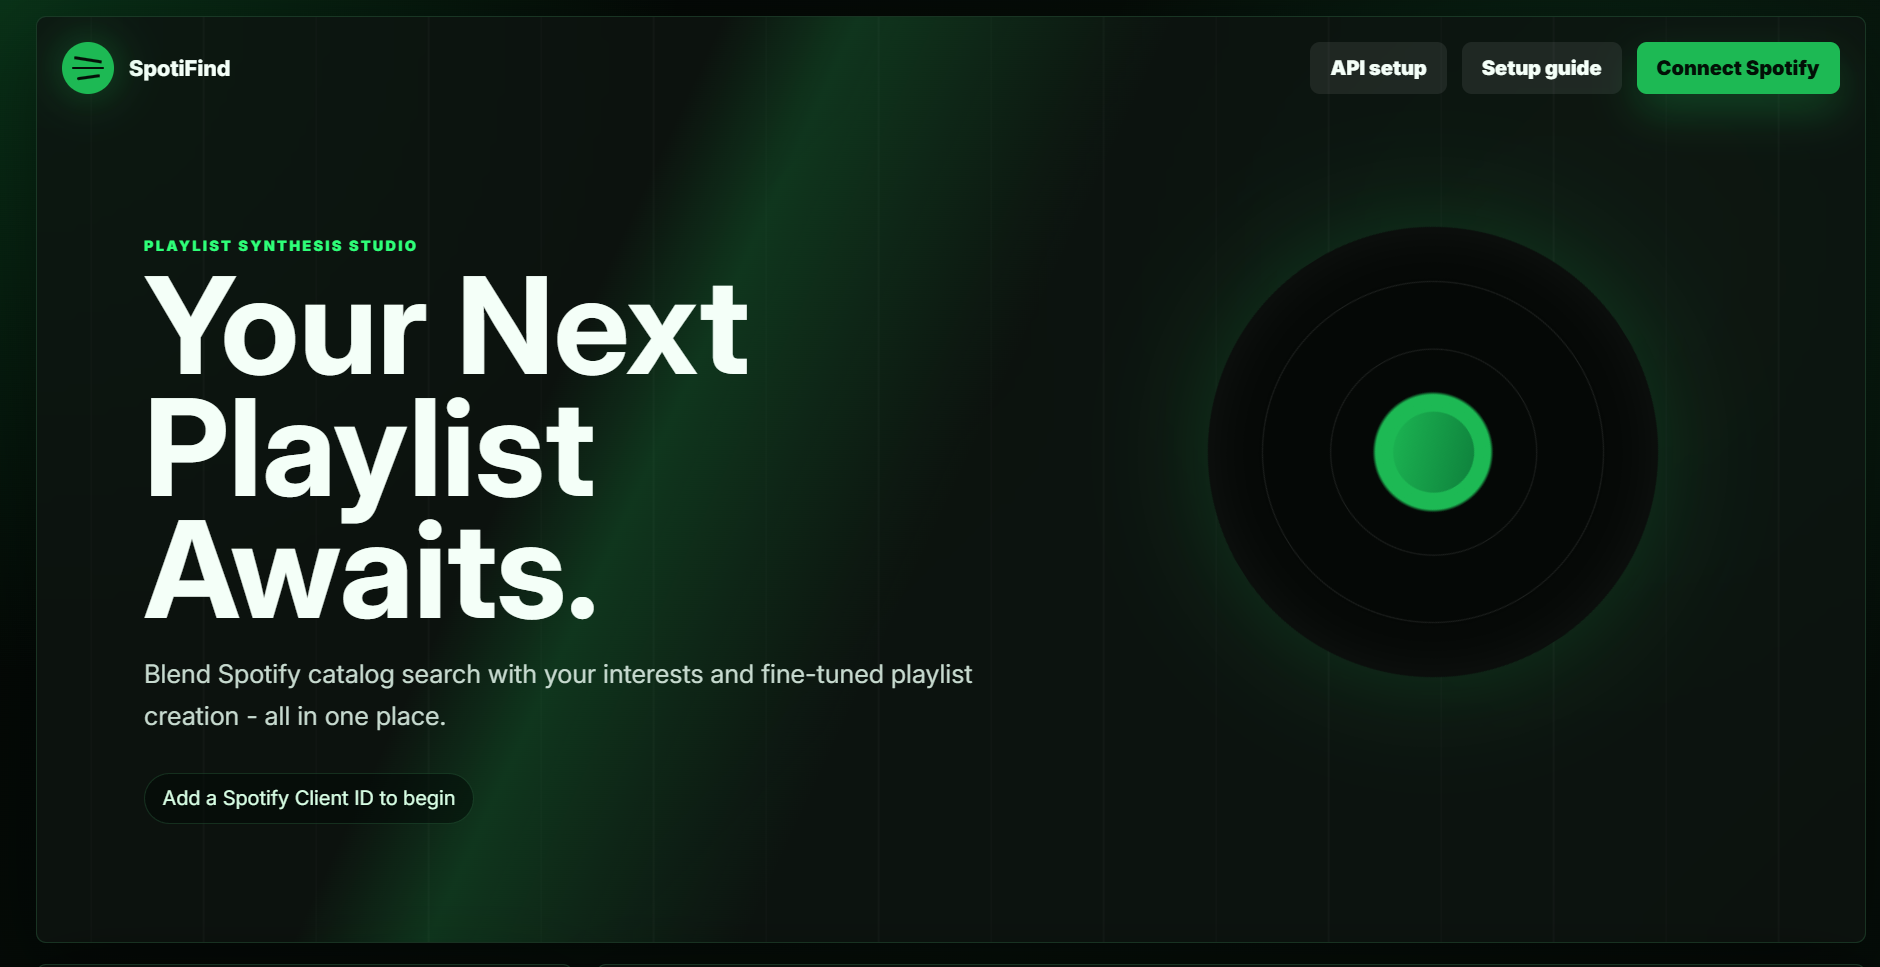 SpotiFind
API setup
Setup guide
Connect Spotify
PLAYLIST SYNTHESIS STUDIO
Your Next
Playlist
Awaits.
Blend Spotify catalog search with your interests and fine-tuned playlist
creation - all in one place.
Add a Spotify Client ID to begin